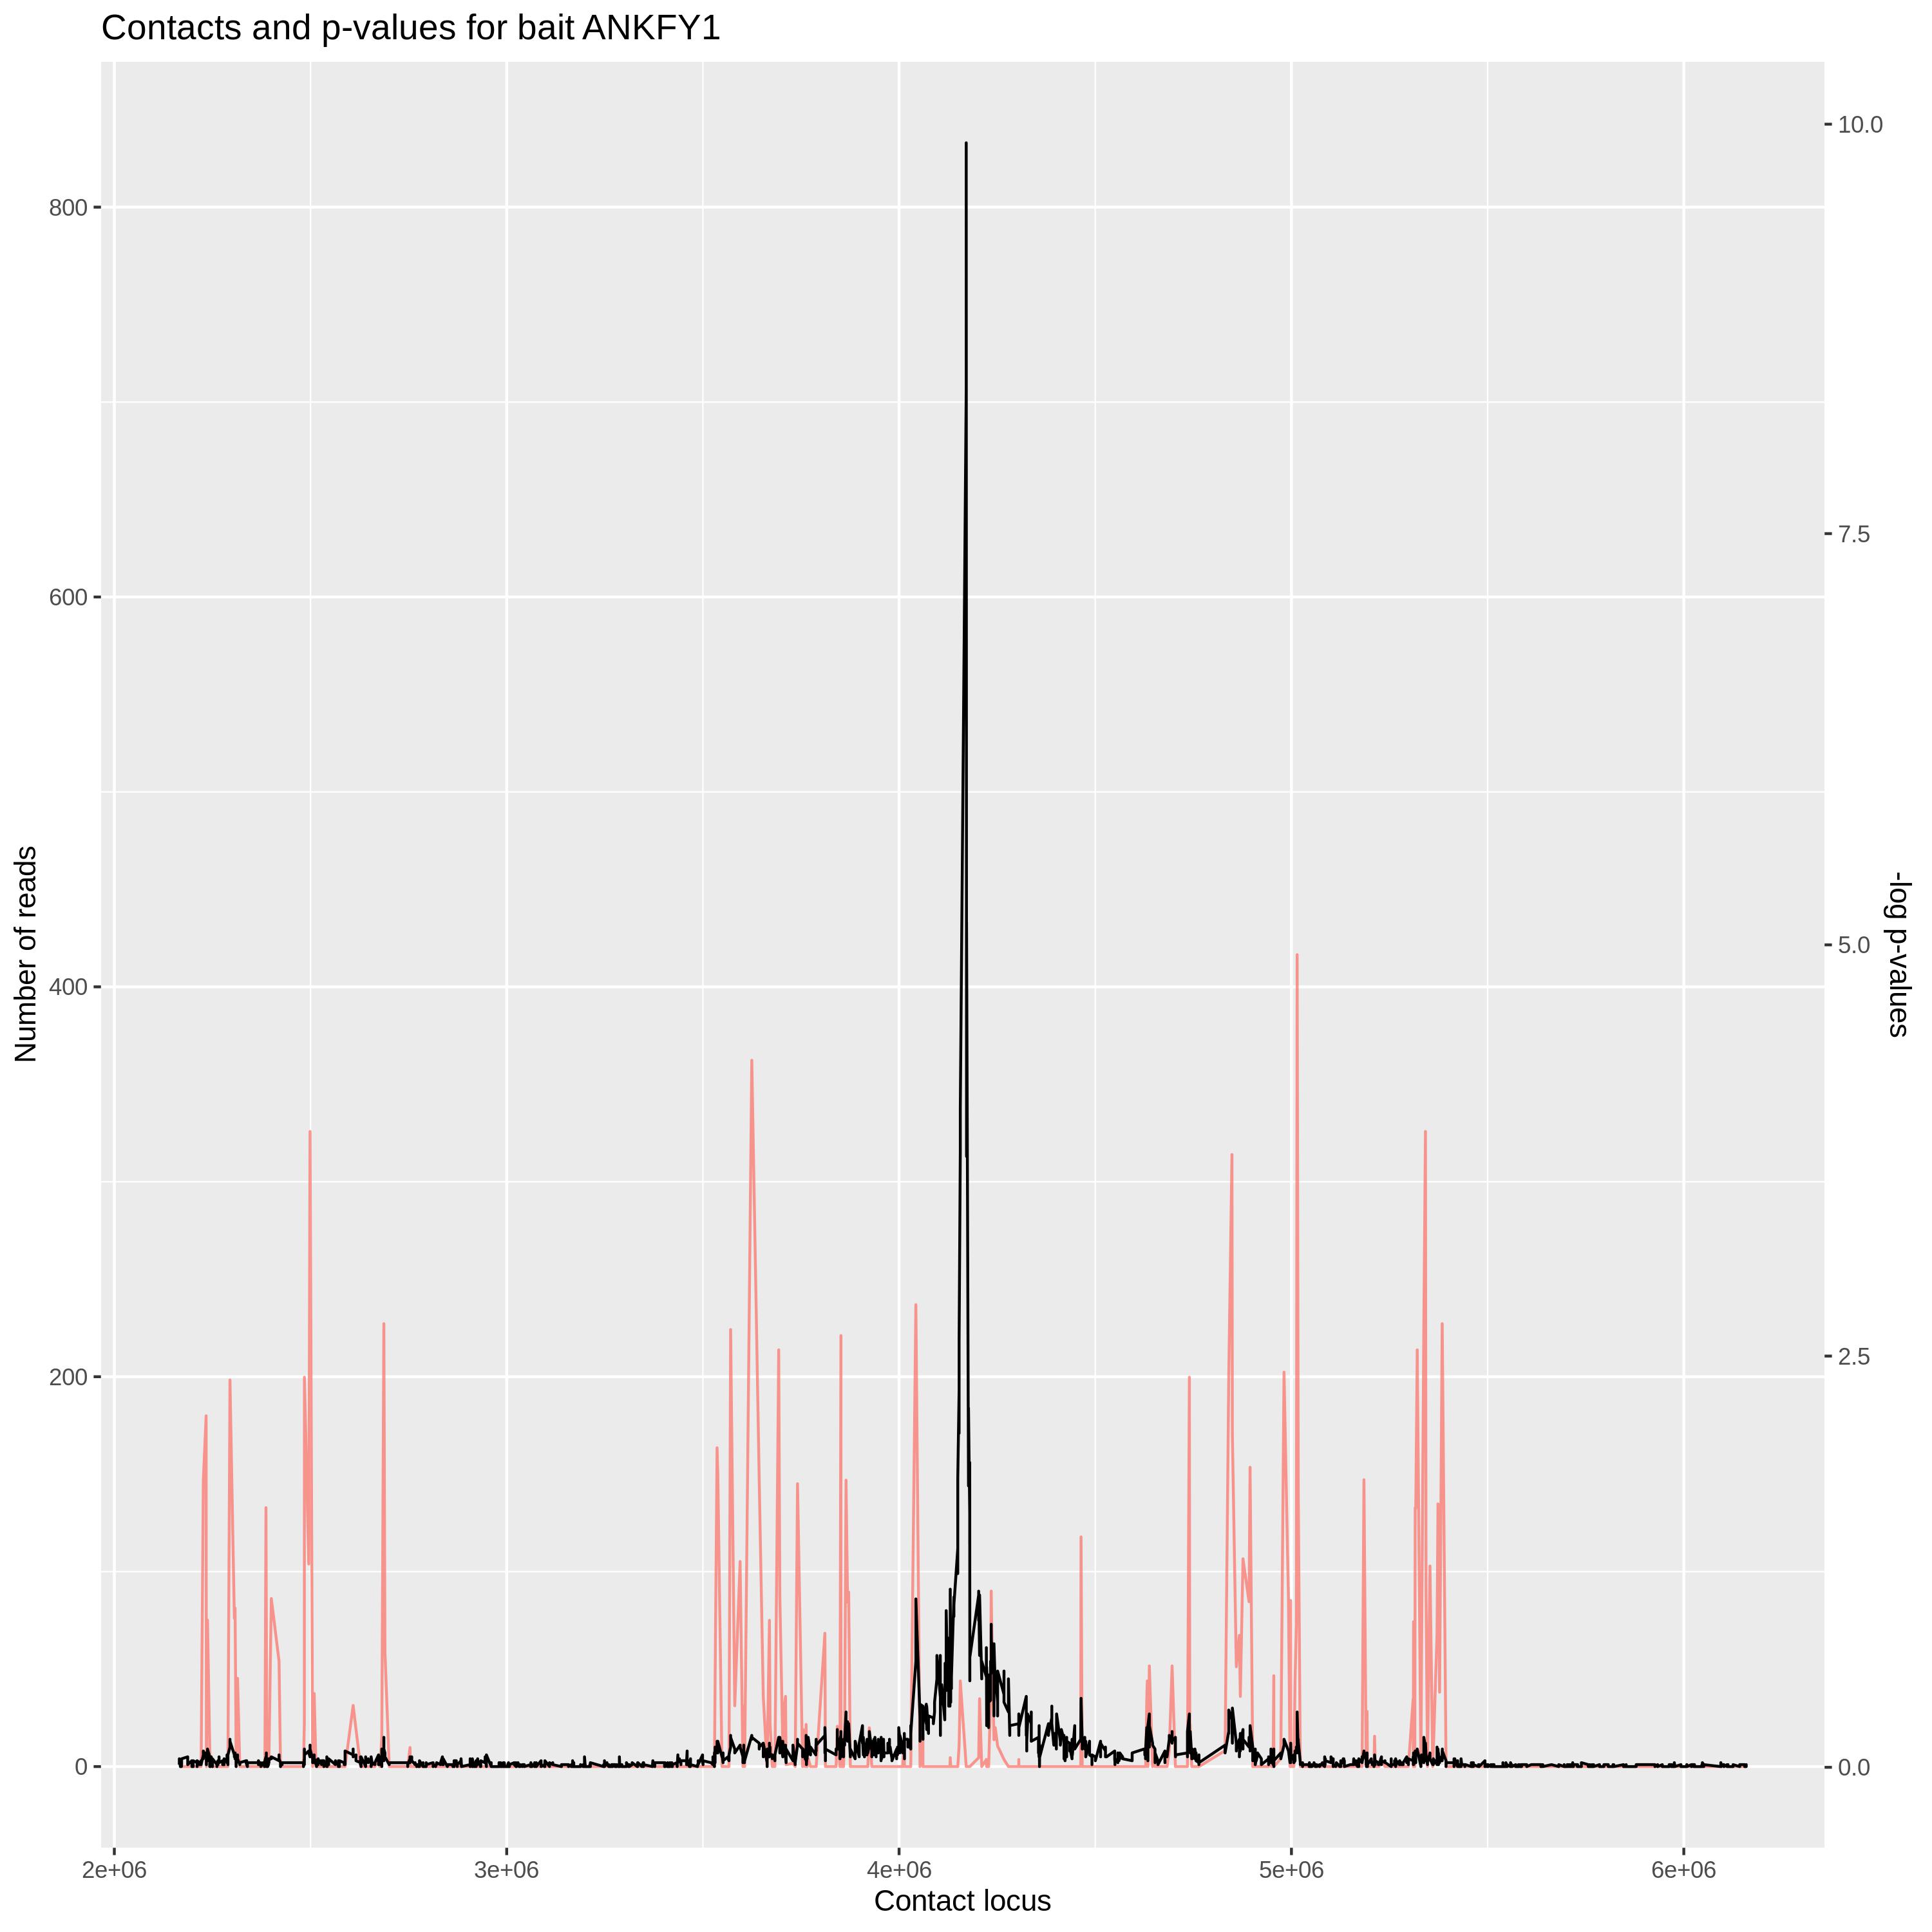 Contacts and p-values for bait ANKFY1
800
600
400
200
0
Number of reads
10.0
7.5
5.0
2.5
0.0
-log p-values
2e+06
3e+06
4e+06
5e+06
6e+06
Contact locus